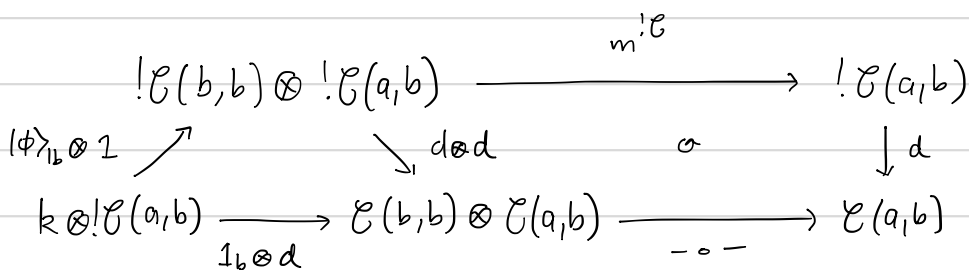 m^{!𝒞}
!𝒞(b,b) ⊗ !𝒞(a,b) ⟶ !𝒞(a,b)
|ϕ⟩_{1_b} ⊗ 1 ↗ ↘ d⊗d ↓ d
k⊗!𝒞(a,b) ⟶ 𝒞(b,b) ⊗ 𝒞(a,b) ⟶ 𝒞(a,b)
1_b ⊗ d - ∘ -